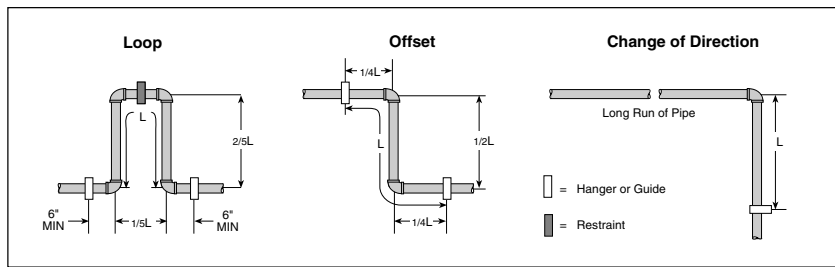 Loop
L
2/5L
6"
MIN
1/5L
6"
MIN
Offset
1/4L
L
1/2L
1/4L
Change of Direction
Long Run of Pipe
L
= Hanger or Guide
= Restraint